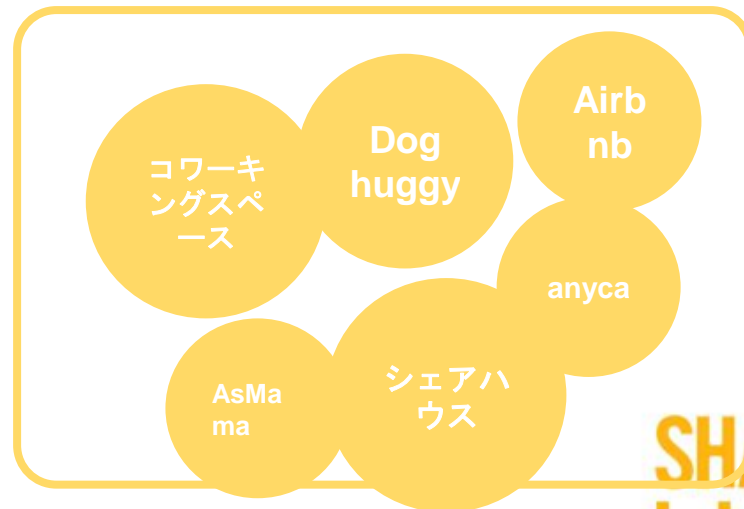 Airb
nb
Dog
huggy
コワーキ
ングスペ
ース
anyca
シェアハ
ウス
AsMa
ma
SH